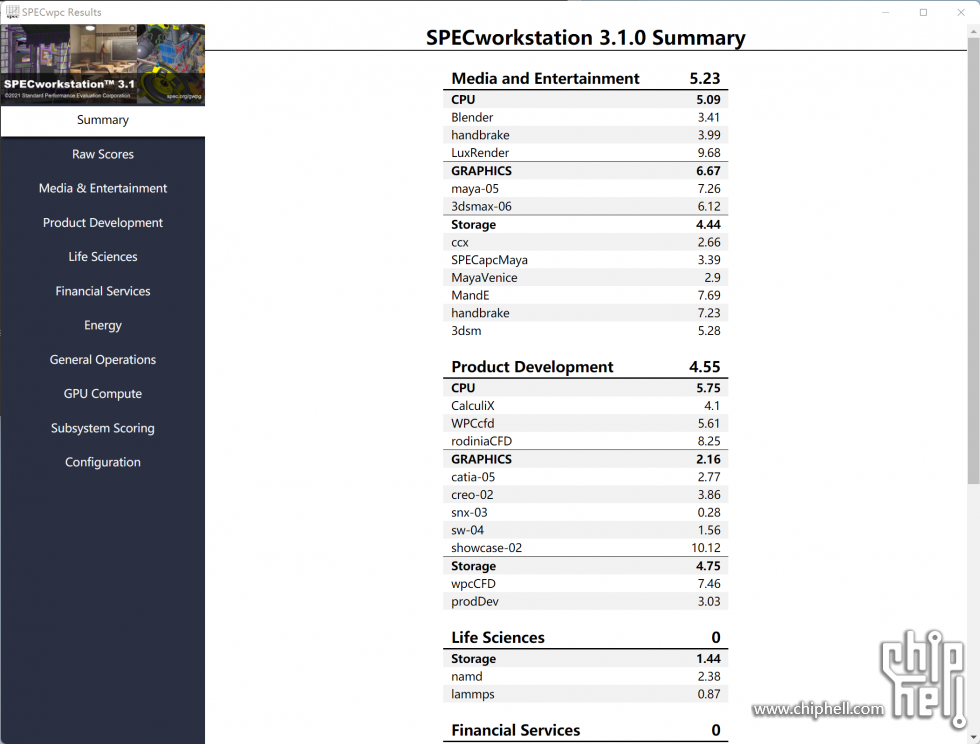 SPECwpc Results
SPECworkstation™ 3.1
©2021 Standard Performance Evaluation Corporation
spec.org/gwpg
Summary
Raw Scores
Media & Entertainment
Product Development
Life Sciences
Financial Services
Energy
General Operations
GPU Compute
Subsystem Scoring
Configuration
SPECworkstation 3.1.0 Summary
Media and Entertainment 5.23
CPU 5.09
Blender 3.41
handbrake 3.99
LuxRender 9.68
GRAPHICS 6.67
maya-05 7.26
3dsmax-06 6.12
Storage 4.44
ccx 2.66
SPECapcMaya 3.39
MayaVenice 2.9
MandE 7.69
handbrake 7.23
3dsm 5.28
Product Development 4.55
CPU 5.75
CalculiX 4.1
WPCcfd 5.61
rodiniaCFD 8.25
GRAPHICS 2.16
catia-05 2.77
creo-02 3.86
snx-03 0.28
sw-04 1.56
showcase-02 10.12
Storage 4.75
wpcCFD 7.46
prodDev 3.03
Life Sciences 0
Storage 1.44
namd 2.38
lammps 0.87
Financial Services 0
www.chiphell.com
chip
hell